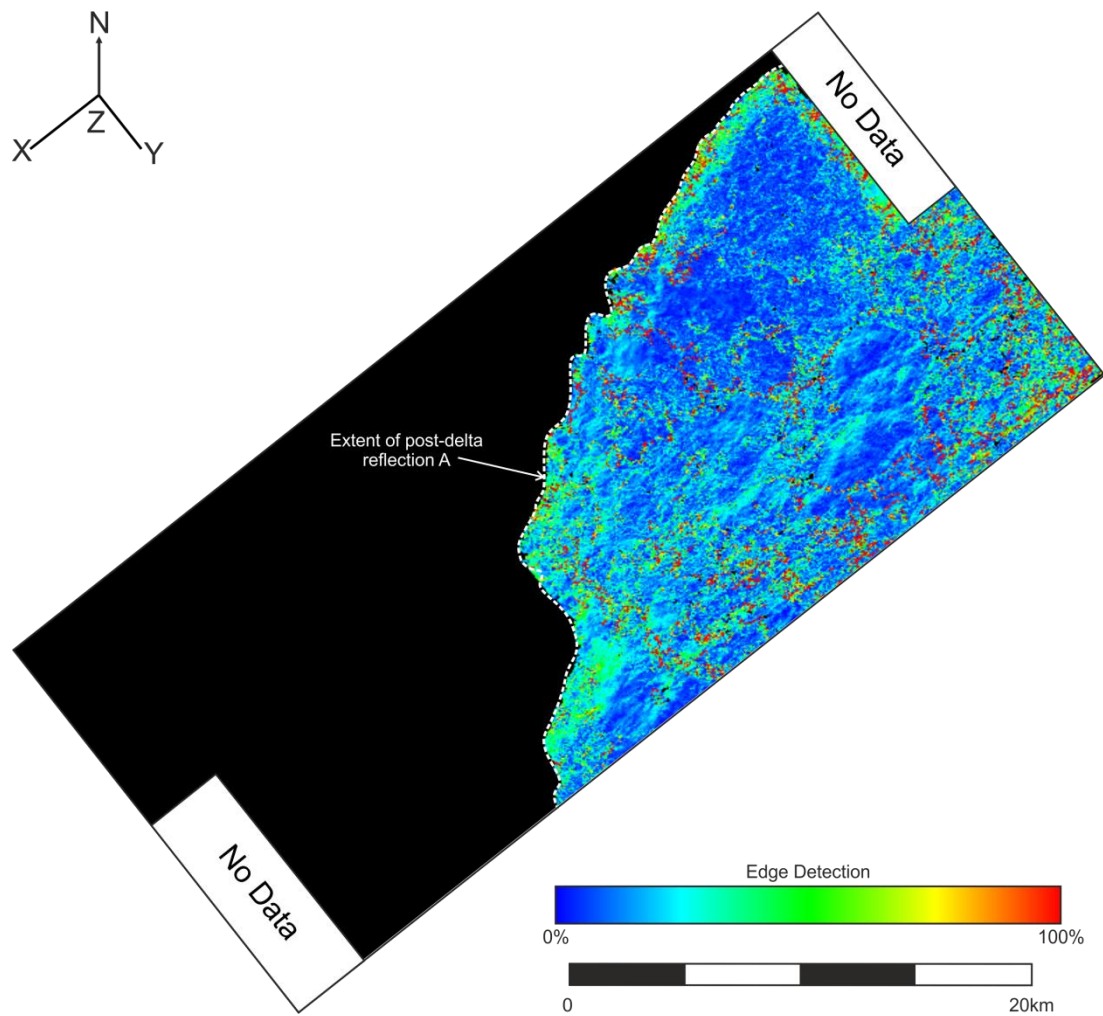 N
X
Z
Y
No Data
Extent of post-delta
reflection A
No Data
Edge Detection
0%
100%
0
20km